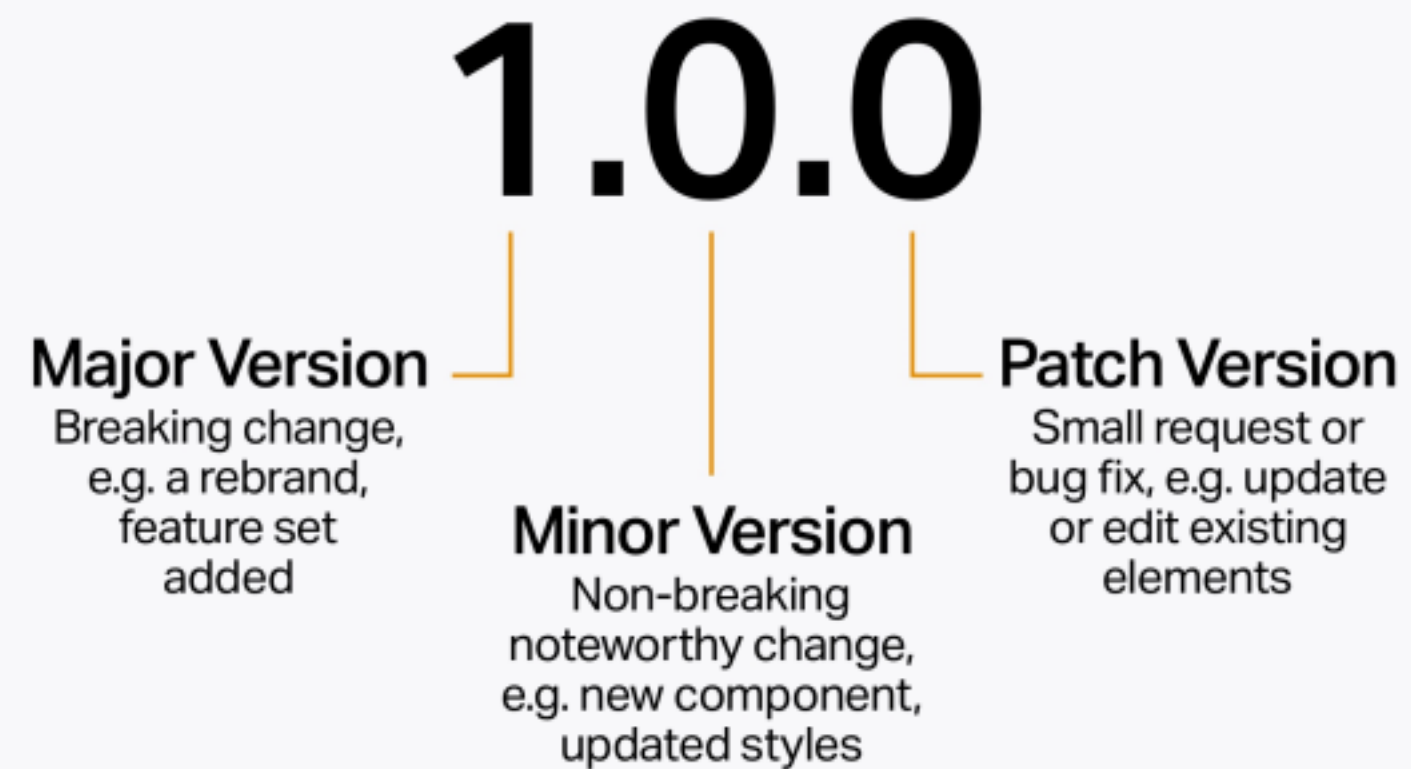 1.0.0
Major Version
Breaking change,
e.g. a rebrand,
feature set
added
Minor Version
Non-breaking
noteworthy change,
e.g. new component,
updated styles
Patch Version
Small request or
bug fix, e.g. update
or edit existing
elements